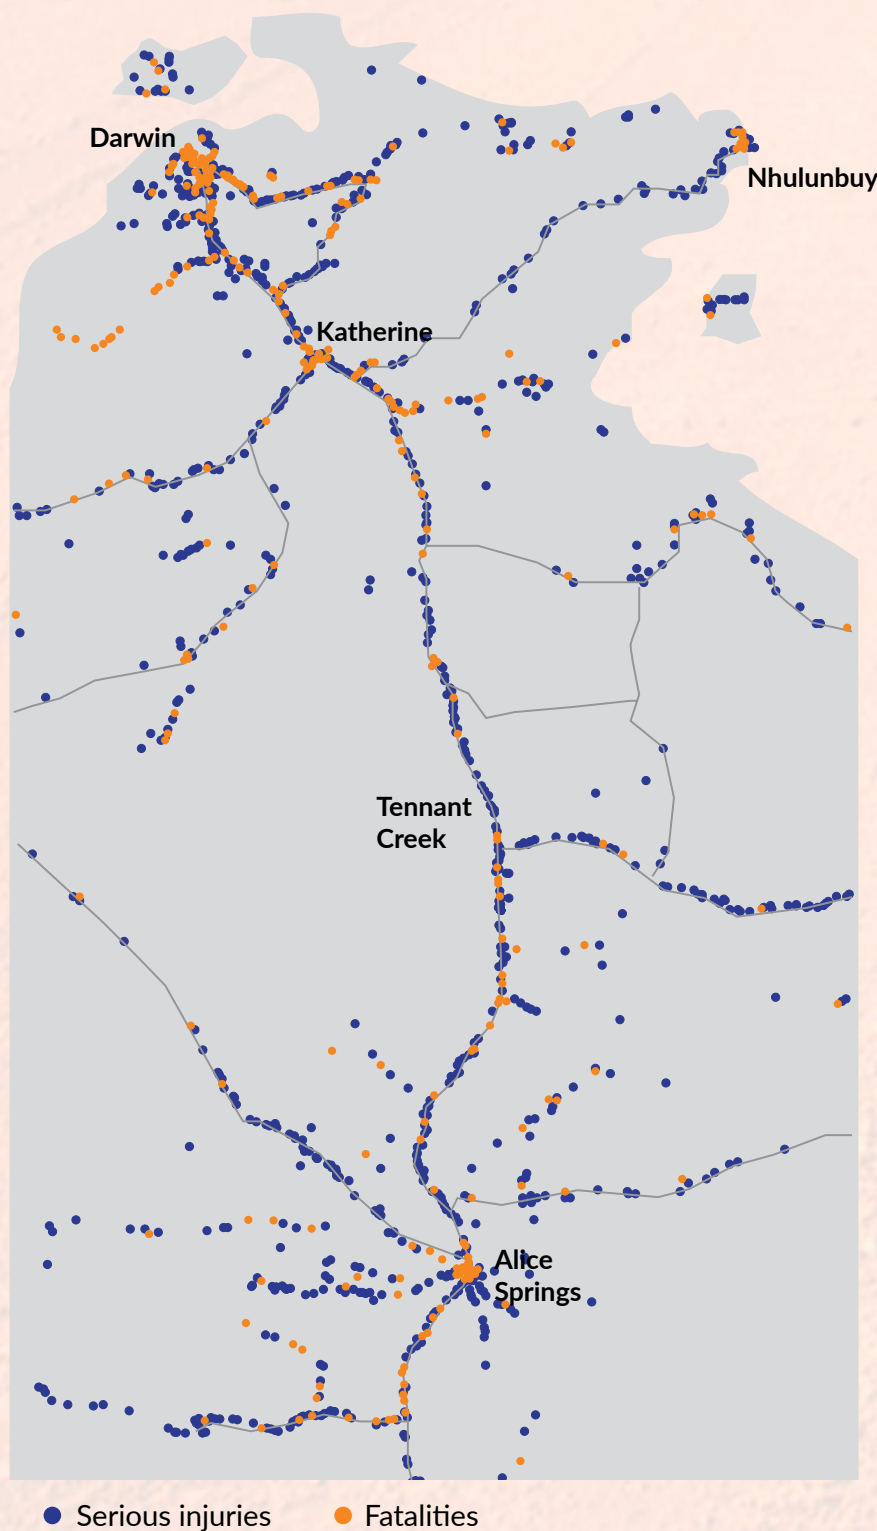 Darwin
Nhulunbuy
Katherine
Tennant
Creek
Alice
Springs
Serious injuries
Fatalities